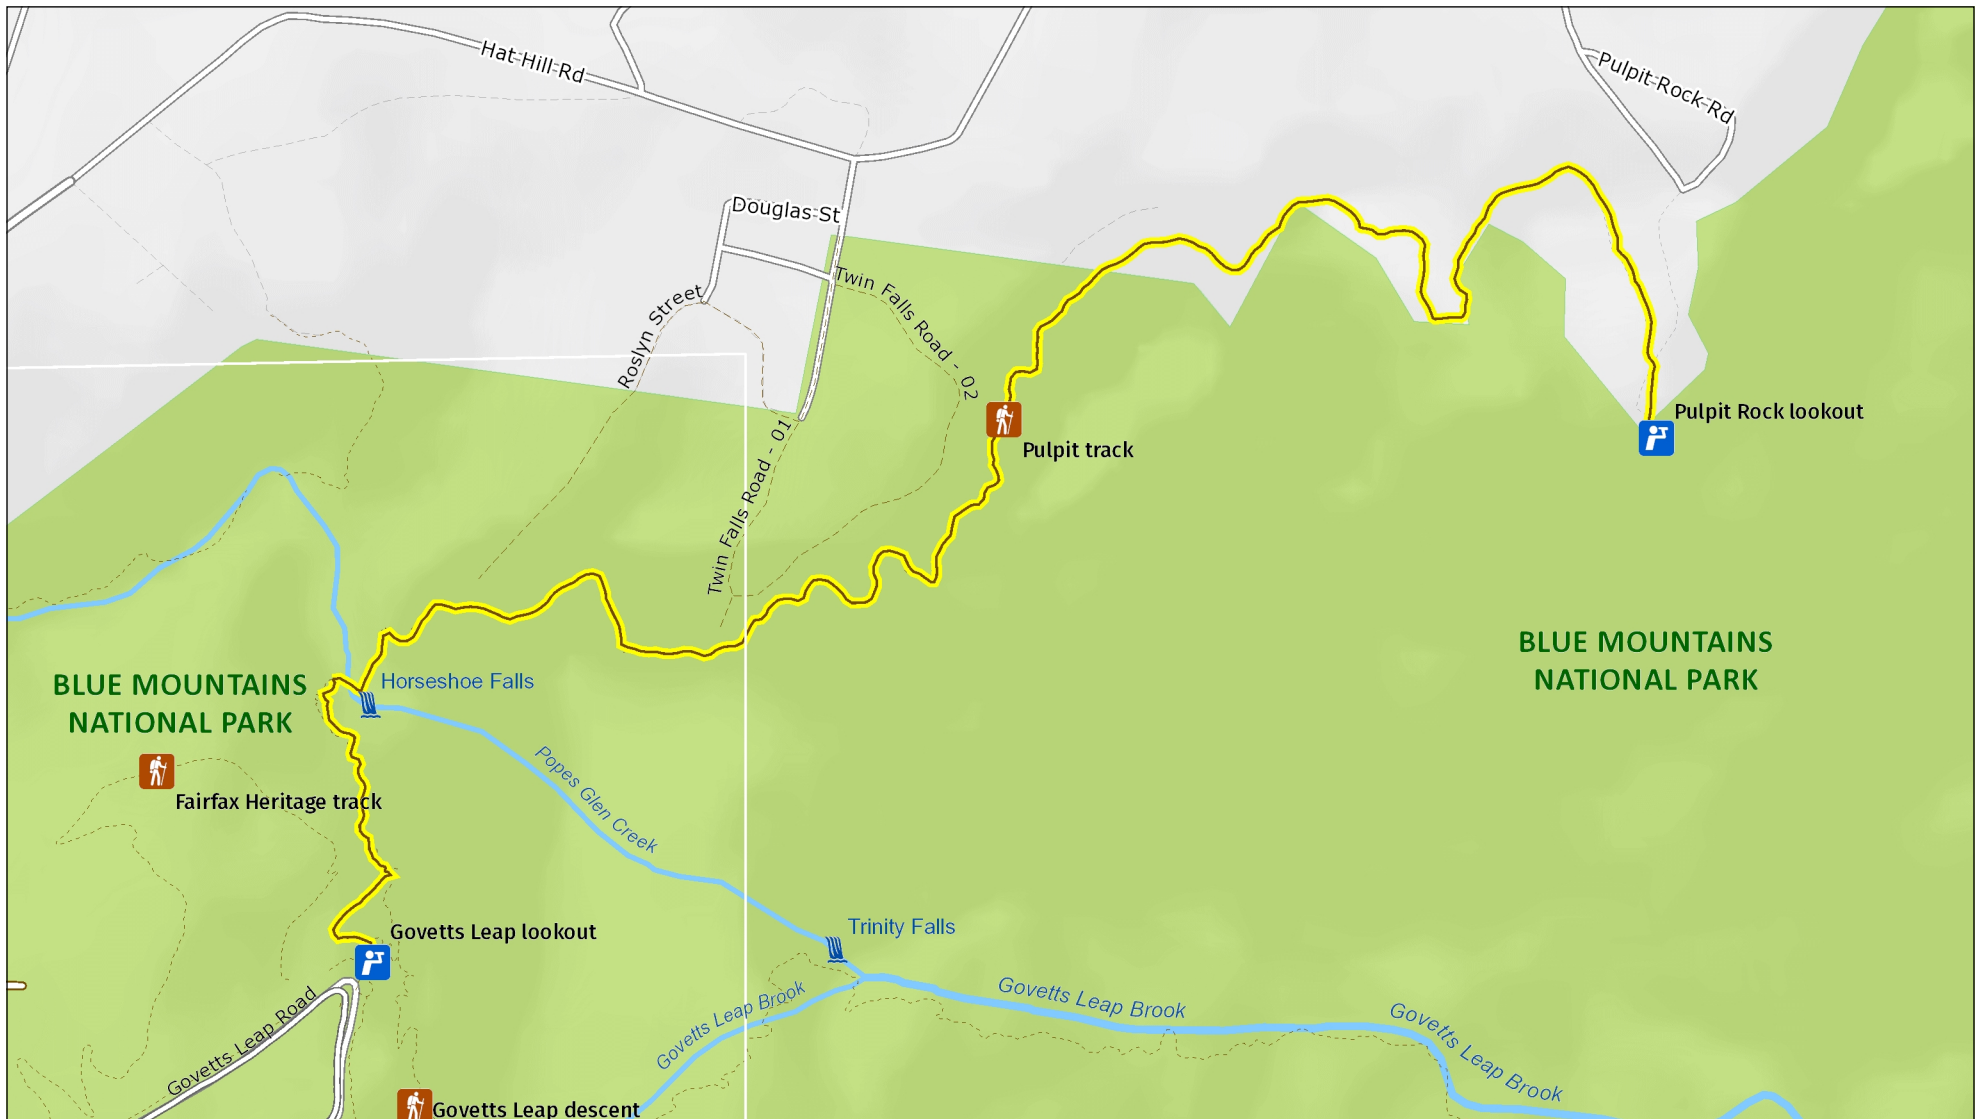 Hat Hill Rd
Pulpit Rock Rd
Douglas St
Twin Falls Road - 02
Roslyn Street
Pulpit Rock lookout
Pulpit track
Twin Falls Road - 01
BLUE MOUNTAINS
NATIONAL PARK
Horseshoe Falls
BLUE MOUNTAINS
NATIONAL PARK
Popes Glen Creek
Fairfax Heritage track
Govetts Leap lookout
Trinity Falls
Govetts Leap Road
Govetts Leap Brook
Govetts Leap Brook
Govetts Leap Brook
Govetts Leap descent